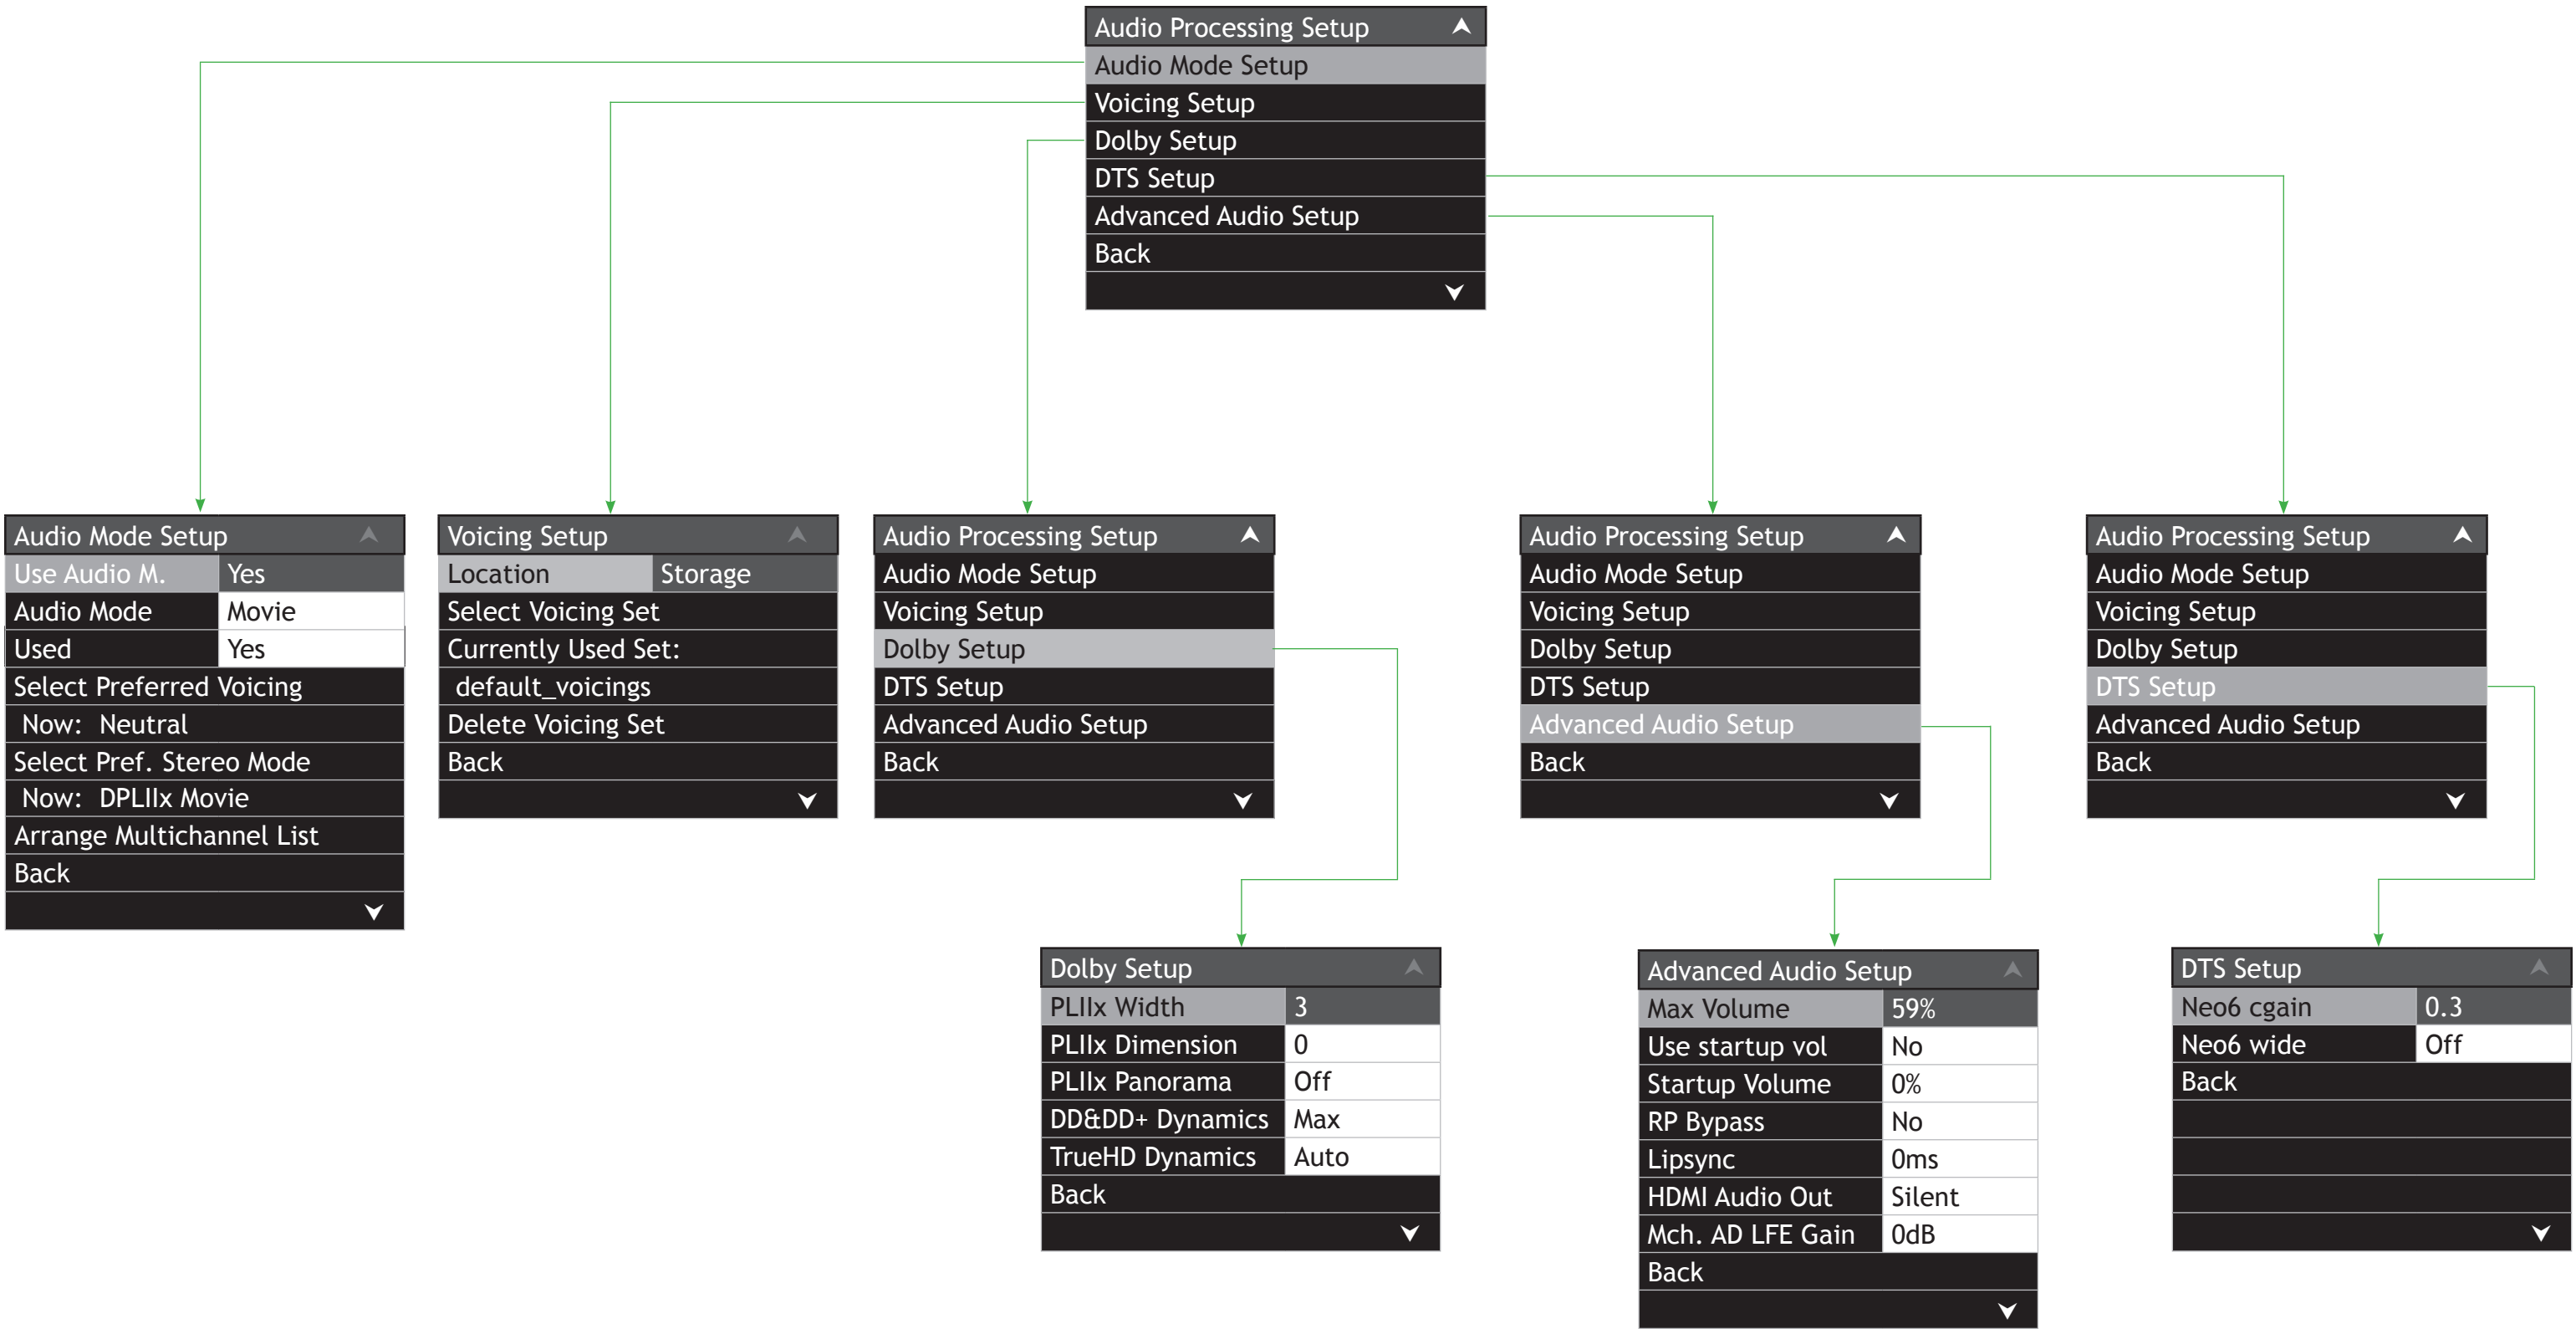 Audio Processing Setup
Audio Mode Setup
Voicing Setup
Dolby Setup
DTS Setup
Advanced Audio Setup
Back
Audio Mode Setup
Use Audio M. Yes
Audio Mode Movie
Used Yes
Select Preferred Voicing
Now: Neutral
Select Pref. Stereo Mode
Now: DPLIIx Movie
Arrange Multichannel List
Back
Voicing Setup
Location Storage
Select Voicing Set
Currently Used Set:
default_voicings
Delete Voicing Set
Back
Audio Processing Setup
Audio Mode Setup
Voicing Setup
Dolby Setup
DTS Setup
Advanced Audio Setup
Back
Audio Processing Setup
Audio Mode Setup
Voicing Setup
Dolby Setup
DTS Setup
Advanced Audio Setup
Back
Audio Processing Setup
Audio Mode Setup
Voicing Setup
Dolby Setup
DTS Setup
Advanced Audio Setup
Back
Dolby Setup
PLIIx Width 3
PLIIx Dimension 0
PLIIx Panorama Off
DD&DD+ Dynamics Max
TrueHD Dynamics Auto
Back
Advanced Audio Setup
Max Volume 59%
Use startup vol No
Startup Volume 0%
RP Bypass No
Lipsync 0ms
HDMI Audio Out Silent
Mch. AD LFE Gain 0dB
Back
DTS Setup
Neo6 cgain 0.3
Neo6 wide Off
Back